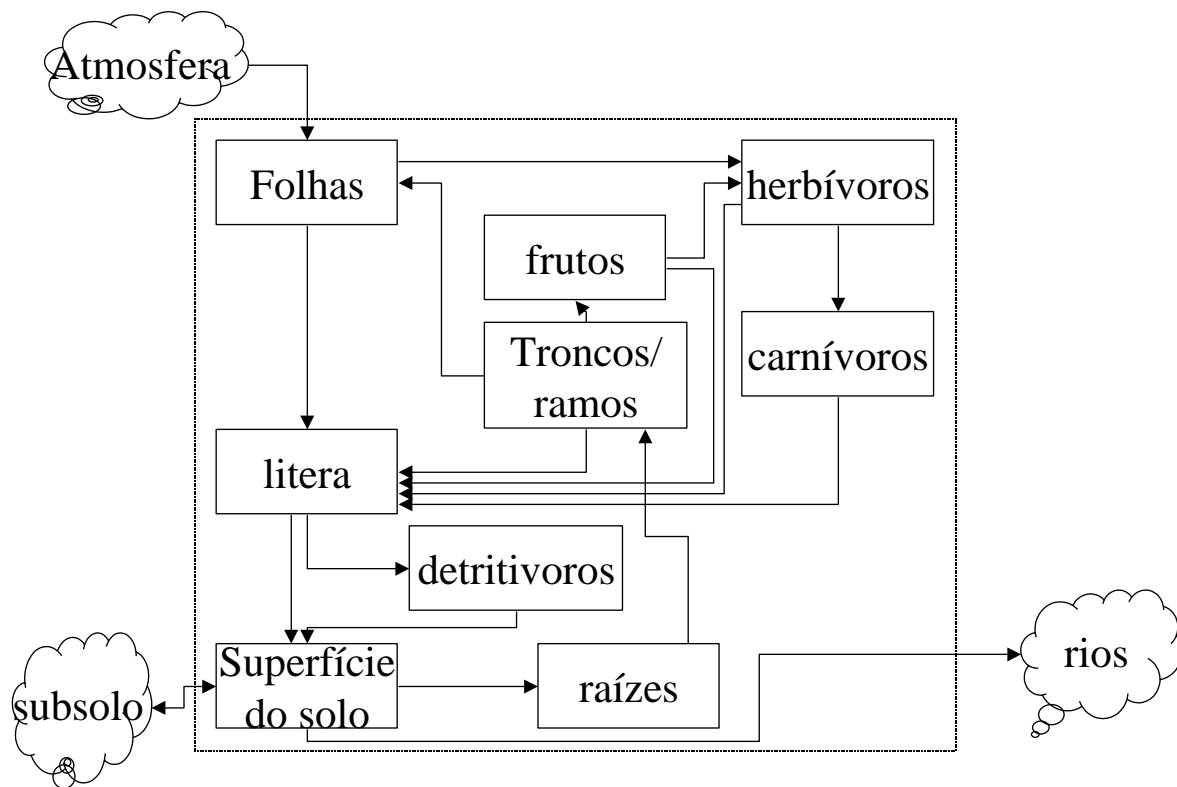 Atmosfera
Folhas
herbívoros
frutos
Troncos/
ramos
carnívoros
litera
detritivoros
Superfície
do solo
raízes
rios
subsolo